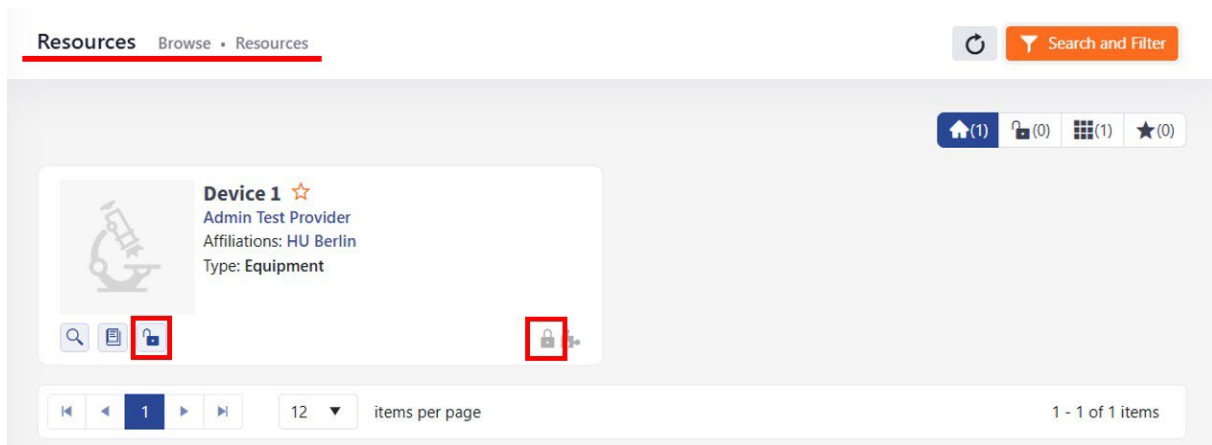 Resources Browse • Resources
Search and Filter
(1) (0) (1) (0)
Device 1
Admin Test Provider
Affiliations: HU Berlin
Type: Equipment
1 12 items per page 1 - 1 of 1 items